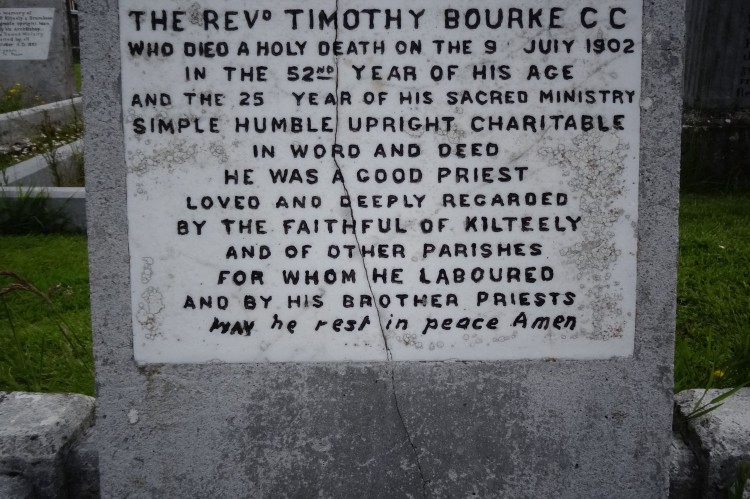 THE REVD TIMOTHY BOURKE C C
WHO DIED A HOLY DEATH ON THE 9 JUIY 1902
IN THE 52ND YEAR OF HIS AGE
AND THE 25 YEAR OF HIS SACRED MINISTRY
SIMPLE HUMBLE UPRIGHT CHARITABLE
IN WORD AND DEED
HE WAS A GOOD PRIEST
LOVED AND DEEPLY REGARDED
BY THE FAITHFUL OF KILTEELY
AND OF OTHER PARISHES
FOR WHOM HE LABOURED
AND BY HIS BROTHER PRIESTS
MAY he rest in peace Amen